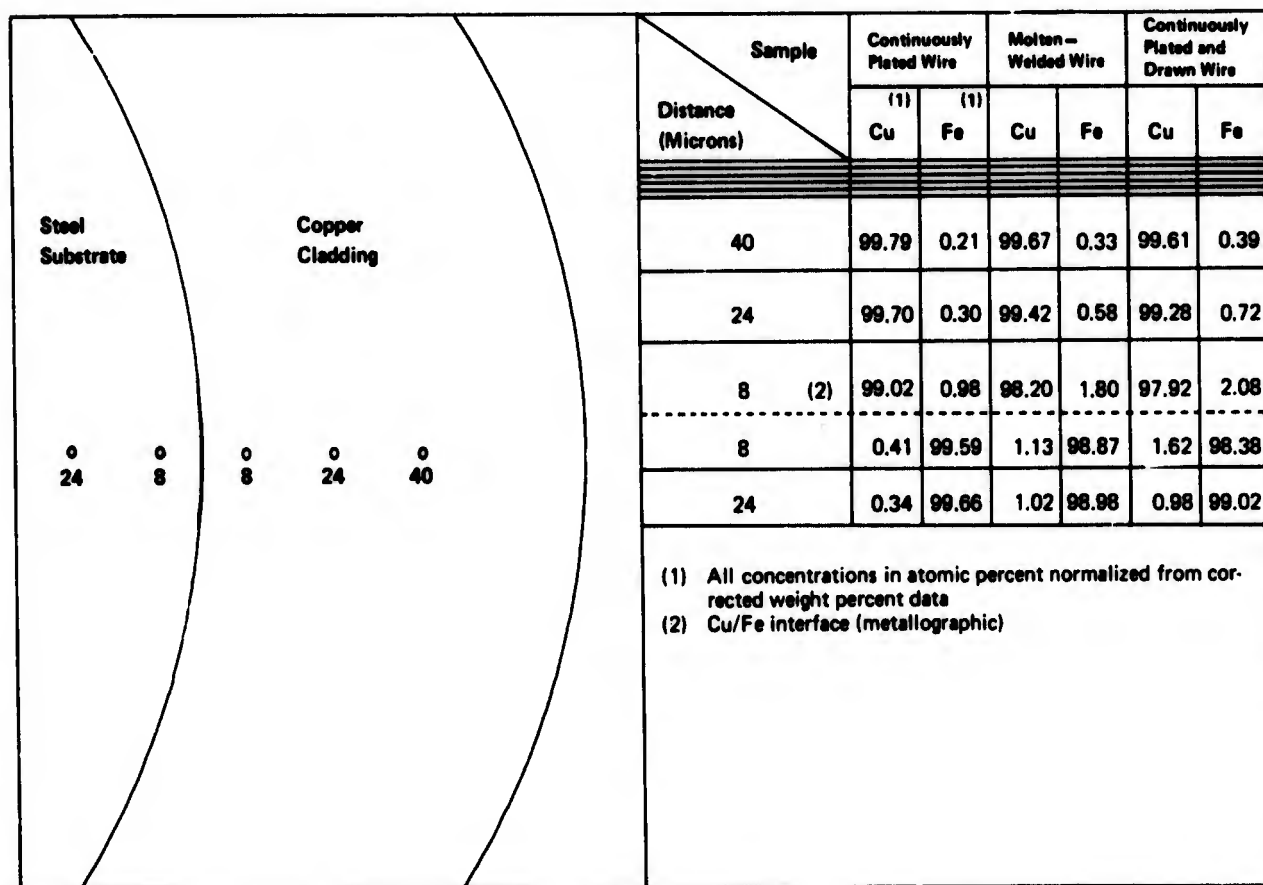 Steel
Substrate
Copper
Cladding
24 8 8 24 40
Sample
Distance
(Microns)
Continuously
Plated Wire
Molten—
Welded Wire
Continuously
Plated and
Drawn Wire
(1) (1)
Cu Fe Cu Fe Cu Fe
40 99.79 0.21 99.67 0.33 99.61 0.39
24 99.70 0.30 99.42 0.58 99.28 0.72
8 (2) 99.02 0.98 98.20 1.80 97.92 2.08
8 0.41 99.59 1.13 98.87 1.62 98.38
24 0.34 99.66 1.02 98.98 0.98 99.02
(1) All concentrations in atomic percent normalized from cor-
rected weight percent data
(2) Cu/Fe interface (metallographic)